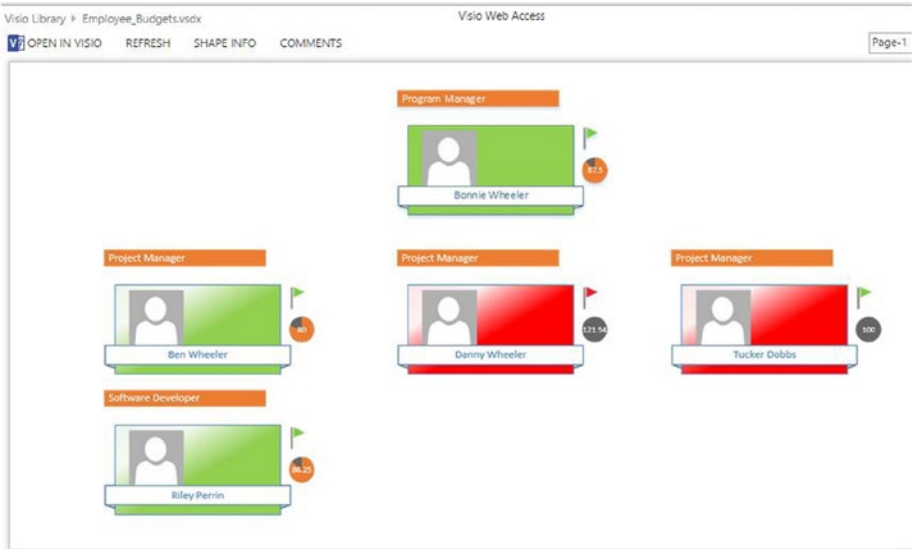 Visio Library ▸ Employee_Budgets.vsdx
Visio Web Access
OPEN IN VISIO REFRESH SHAPE INFO COMMENTS
Page-1
Program Manager
87.5
Bonnie Wheeler
Project Manager
Project Manager
Project Manager
80
121.54
100
Ben Wheeler
Danny Wheeler
Tucker Dobbs
Software Developer
86.25
Riley Perrin